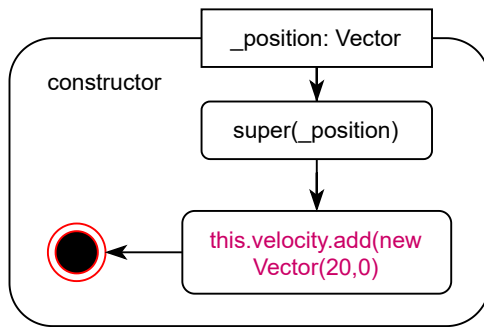 _position: Vector
constructor
super(_position)
this.velocity.add(new
Vector(20,0)